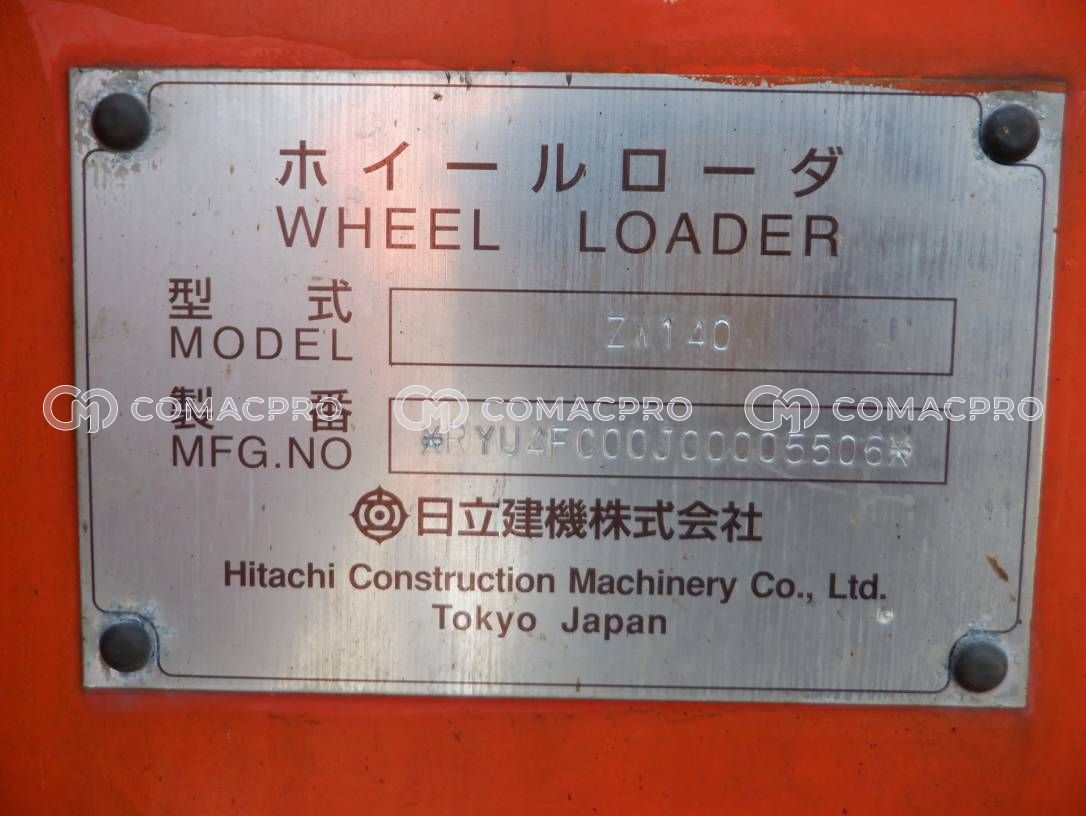 ホイールローダ
WHEEL LOADER
型式
MODEL ZW140
製番
COMACPRO COMACPRO COMACPRO
MFG.NO *RYU4FC00OJ00005506*
日立建機株式会社
Hitachi Construction Machinery Co., Ltd.
Tokyo Japan